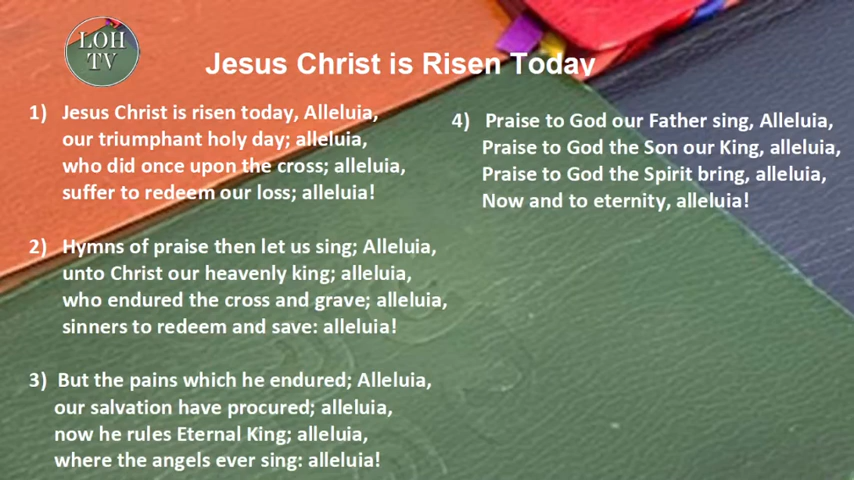 LOH
TV
Jesus Christ is Risen Today
1) Jesus Christ is risen today, Alleluia,
our triumphant holy day; alleluia,
who did once upon the cross; alleluia,
suffer to redeem our loss; alleluia!
2) Hymns of praise then let us sing; Alleluia,
unto Christ our heavenly king; alleluia,
who endured the cross and grave; alleluia,
sinners to redeem and save: alleluia!
3) But the pains which he endured; Alleluia,
our salvation have procured; alleluia,
now he rules Eternal King; alleluia,
where the angels ever sing: alleluia!
4) Praise to God our Father sing, Alleluia,
Praise to God the Son our King, alleluia,
Praise to God the Spirit bring, alleluia,
Now and to eternity, alleluia!